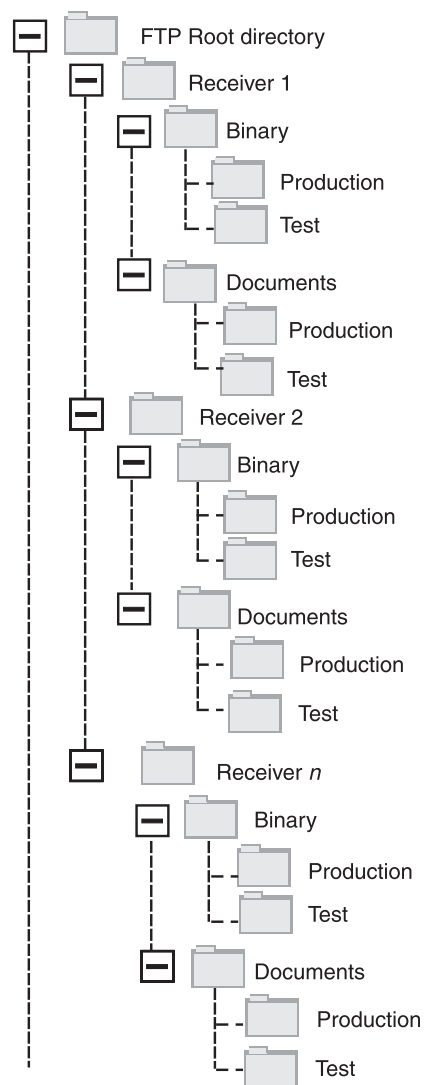 FTP Root directory
Receiver 1
Binary
Production
Test
Documents
Production
Test
Receiver 2
Binary
Production
Test
Documents
Production
Test
Receiver n
Binary
Production
Test
Documents
Production
Test